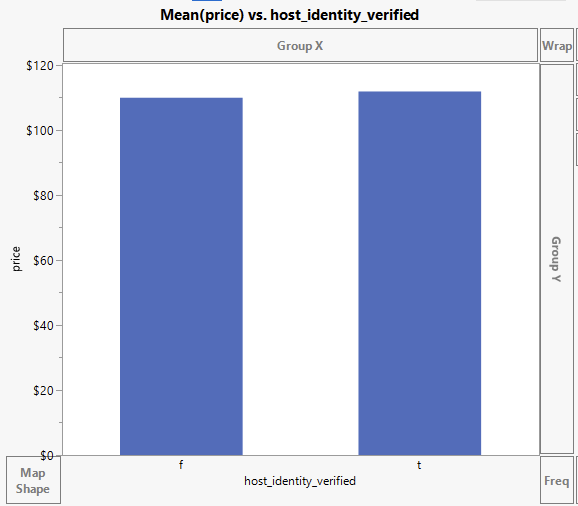 Mean(price) vs. host_identity_verified
Group X
Wrap
$120
$100
$80
$60
$40
$20
$0
price
Group Y
f
t
host_identity_verified
Map
Shape
Freq